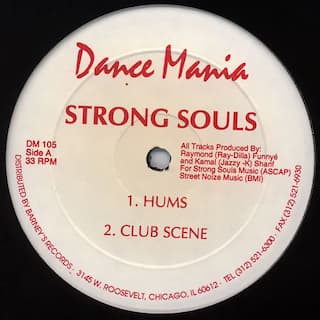 Dance Mania
STRONG SOULS
DM 105
Side A
33 RPM
All Tracks Produced By:
Raymond (Ray-Dilla) Funnyé
and Kamal (Jazzy -K) Sharif
For Strong Souls Music (ASCAP)
Street Noize Music (BMI)
1. HUMS
2. CLUB SCENE
DISTRIBUTED BY BARNEY'S RECORDS, 3145 W. ROOSEVELT, CHICAGO, IL 60612 - TEL (312) 521-6300 - FAX (312) 521-6930